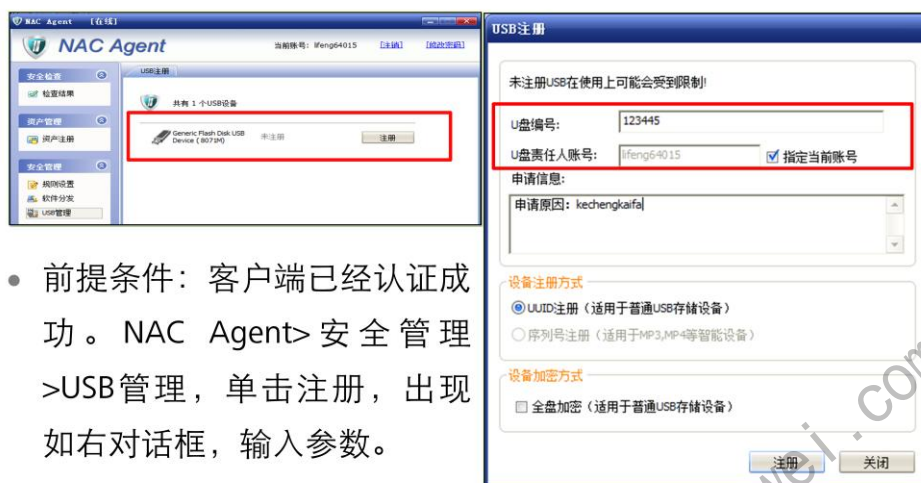 NAC Agent [在线]
NAC Agent
当前账号: lifeng64015 [注销] [修改密码]
安全检查
检查结果
资产管理
资产注册
安全管理
规则设置
软件分发
USB管理
USB注册
共有 1 个USB设备
Generic Flash Disk USB
Device ( 8071M)
未注册
注册
● 前提条件：客户端已经认证成
功。NAC Agent>安全管理
>USB管理，单击注册，出现
如右对话框，输入参数。
USB注册
未注册USB在使用上可能会受到限制!
U盘编号: 123445
U盘责任人账号: lifeng64015 指定当前账号
申请信息:
申请原因: kechengkaifa
设备注册方式
UUID注册（适用于普通USB存储设备）
序列号注册（适用于MP3,MP4等智能设备）
设备加密方式
全盘加密（适用于普通USB存储设备）
注册 关闭
wei.com